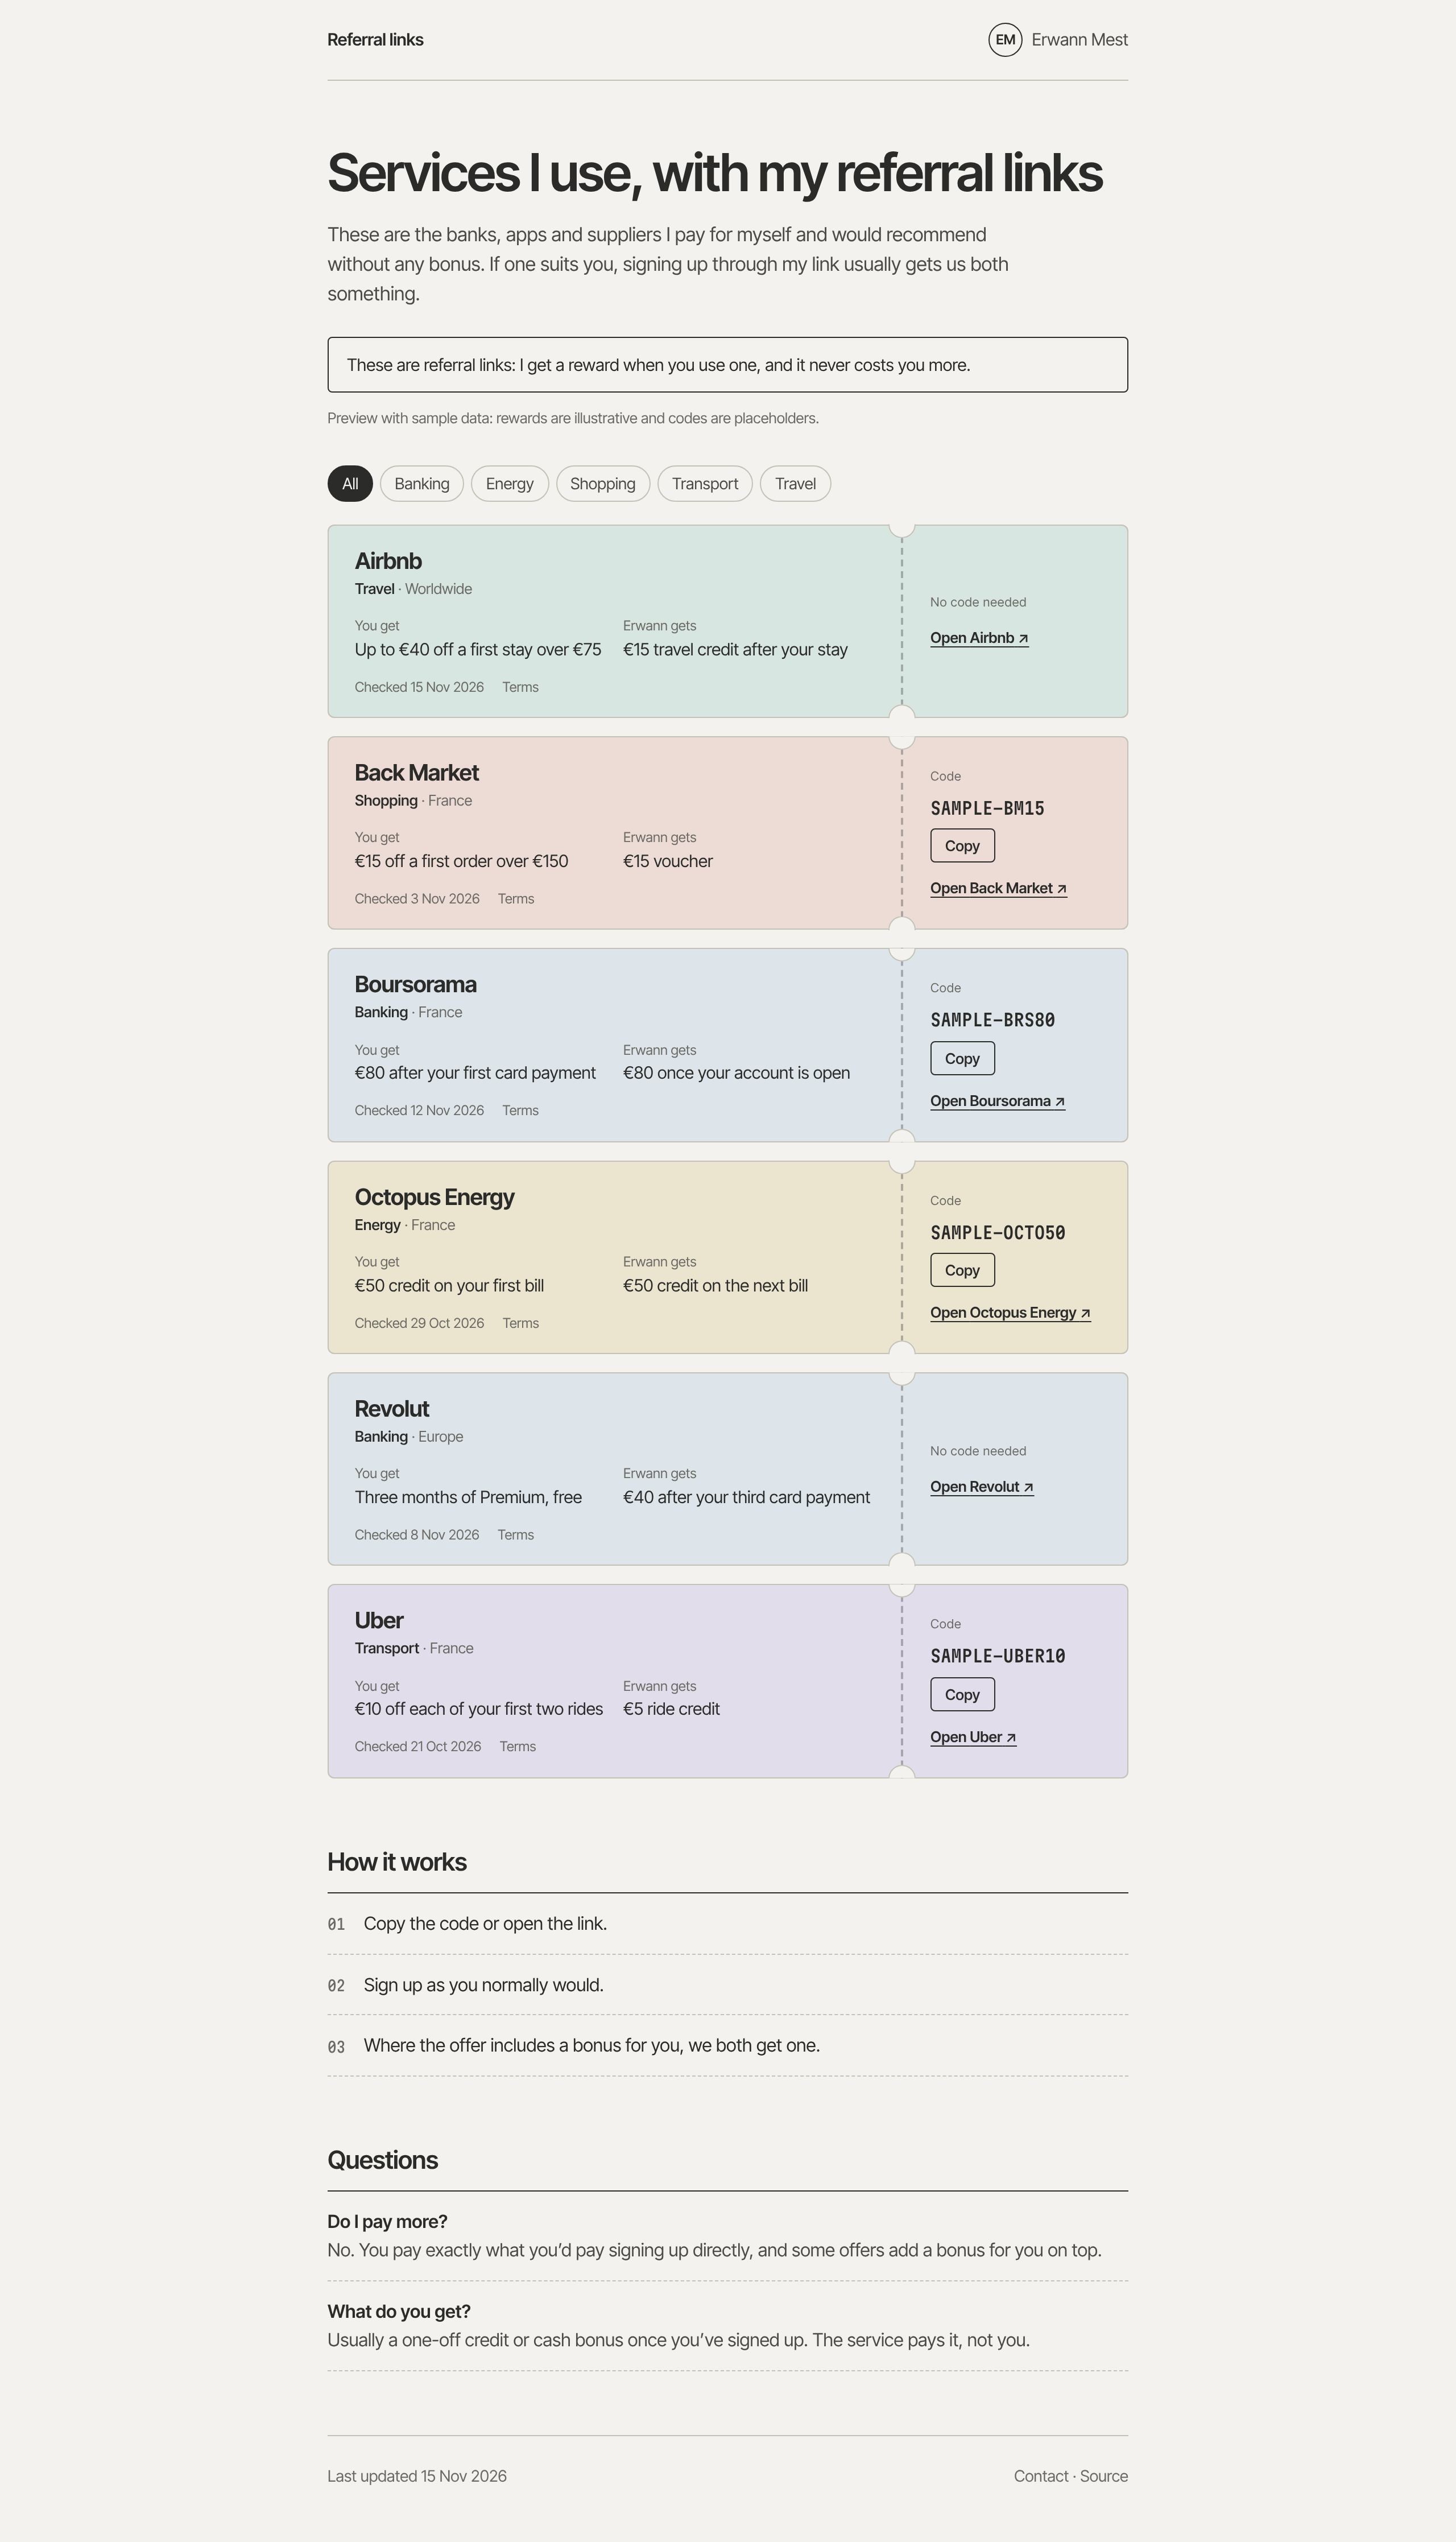 Referral links
EM Erwann Mest
Services I use, with my referral links
These are the banks, apps and suppliers I pay for myself and would recommend
without any bonus. If one suits you, signing up through my link usually gets us both
something.
These are referral links: I get a reward when you use one, and it never costs you more.
Preview with sample data: rewards are illustrative and codes are placeholders.
All Banking Energy Shopping Transport Travel
Airbnb
Travel · Worldwide
You get
Up to €40 off a first stay over €75
Erwann gets
€15 travel credit after your stay
Checked 15 Nov 2026 Terms
No code needed
Open Airbnb ↗
Back Market
Shopping · France
You get
€15 off a first order over €150
Erwann gets
€15 voucher
Checked 3 Nov 2026 Terms
Code
SAMPLE-BM15
Copy
Open Back Market ↗
Boursorama
Banking · France
You get
€80 after your first card payment
Erwann gets
€80 once your account is open
Checked 12 Nov 2026 Terms
Code
SAMPLE-BRS80
Copy
Open Boursorama ↗
Octopus Energy
Energy · France
You get
€50 credit on your first bill
Erwann gets
€50 credit on the next bill
Checked 29 Oct 2026 Terms
Code
SAMPLE-OCTO50
Copy
Open Octopus Energy ↗
Revolut
Banking · Europe
You get
Three months of Premium, free
Erwann gets
€40 after your third card payment
Checked 8 Nov 2026 Terms
No code needed
Open Revolut ↗
Uber
Transport · France
You get
€10 off each of your first two rides
Erwann gets
€5 ride credit
Checked 21 Oct 2026 Terms
Code
SAMPLE-UBER10
Copy
Open Uber ↗
How it works
01 Copy the code or open the link.
02 Sign up as you normally would.
03 Where the offer includes a bonus for you, we both get one.
Questions
Do I pay more?
No. You pay exactly what you’d pay signing up directly, and some offers add a bonus for you on top.
What do you get?
Usually a one-off credit or cash bonus once you’ve signed up. The service pays it, not you.
Last updated 15 Nov 2026
Contact · Source